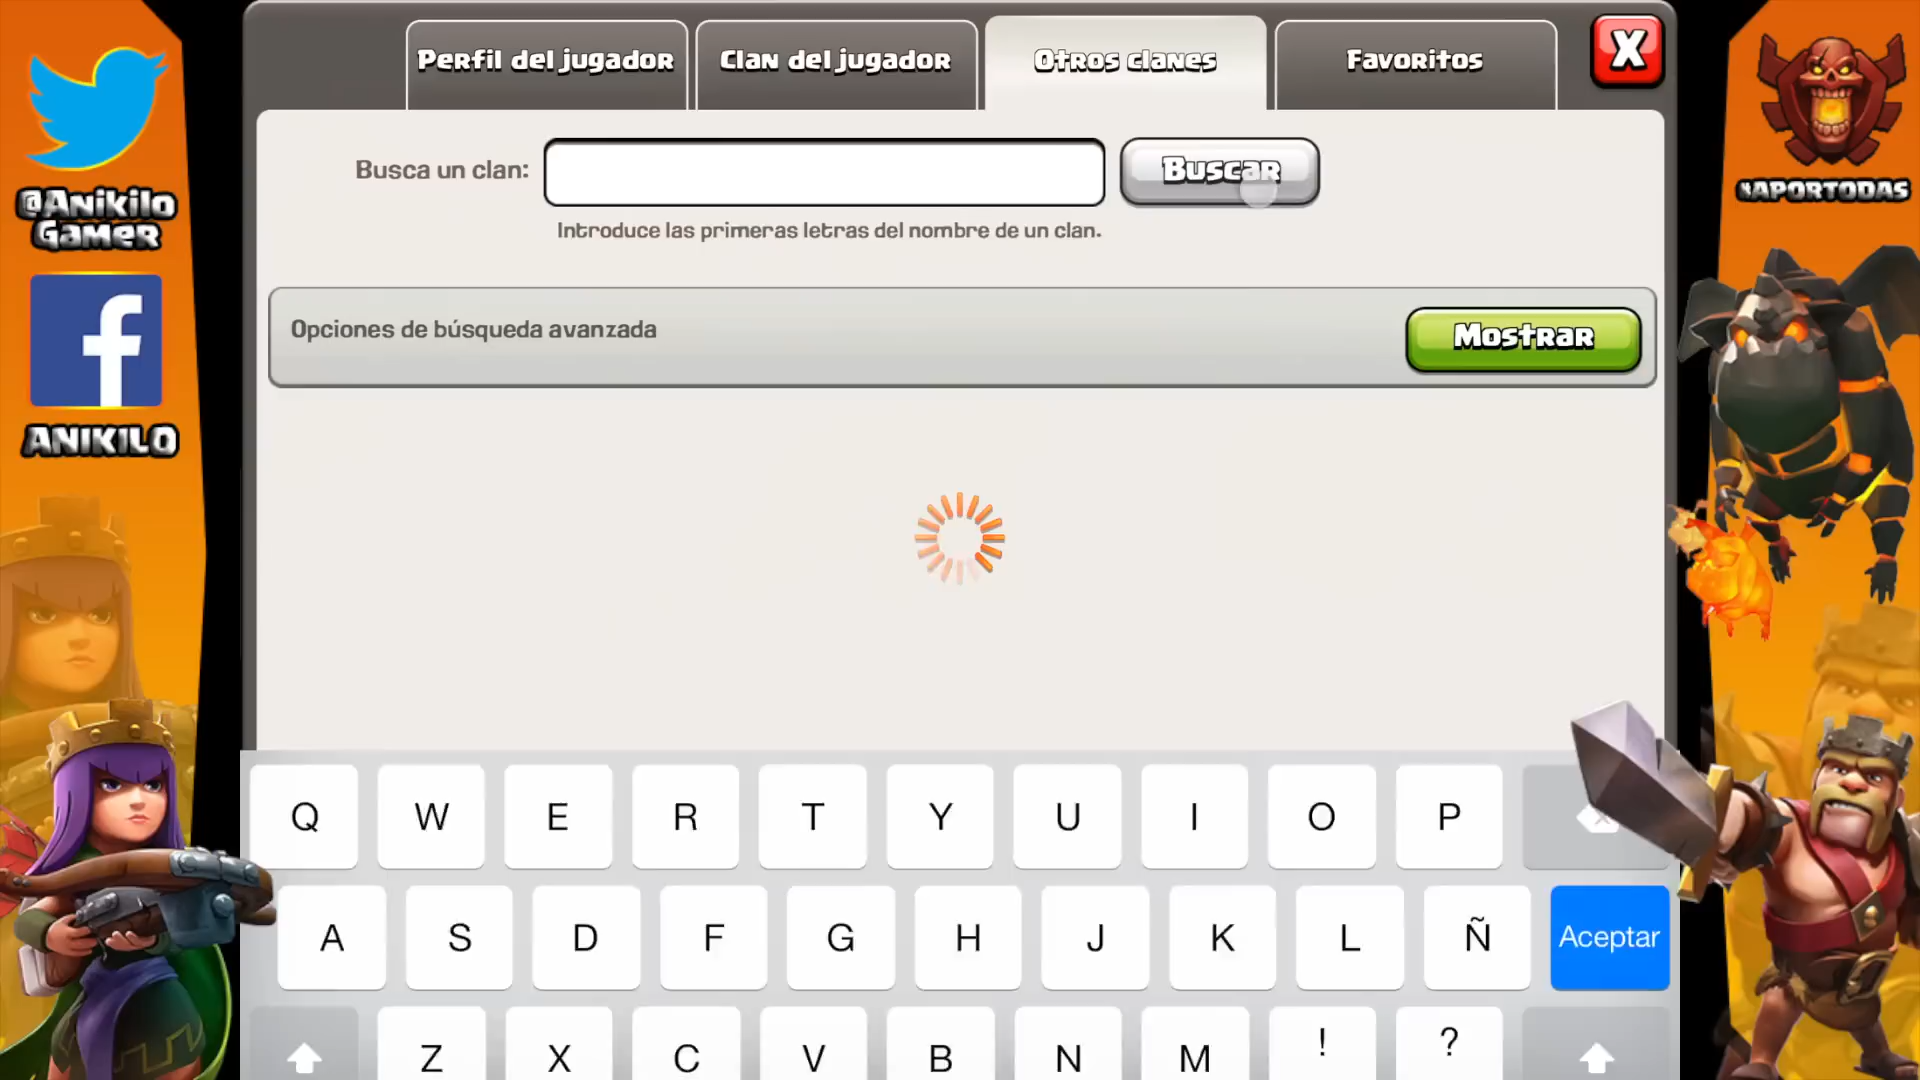 Perfil del jugador
Clan del jugador
Otros clanes
Favoritos
X
@Anikilo
Gamer
f
ANIKILO
#APORTODAS
Busca un clan:
Buscar
Introduce las primeras letras del nombre de un clan.
Opciones de búsqueda avanzada
Mostrar
Q W E R T Y U I O P
A S D F G H J K L Ñ Aceptar
Z X C V B N M ! ?